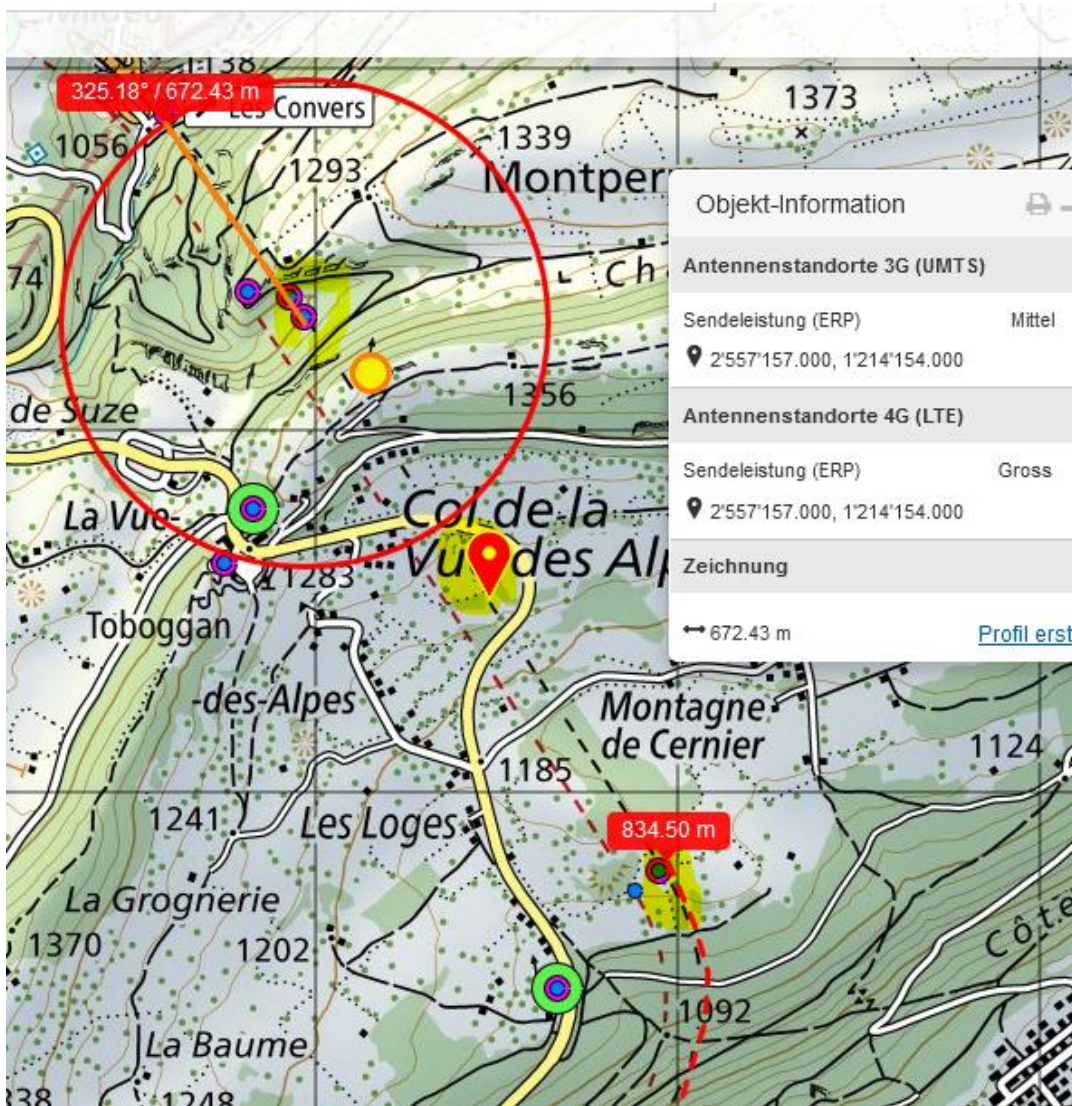 1138
325.18° / 672.43 m
Les Convers
1056
1293
1339
1373
Montper
74
Ch
de Suze
1356
La Vue-
Col de la
Vu des Alp
1283
Toboggan
-des-Alpes
Montagne
de Cernier
1124
1185
1241
Les Loges
834.50 m
La Grognerie
1370
1202
Côte
1092
La Baume
338
1248
Objekt-Information
Antennenstandorte 3G (UMTS)
Sendeleistung (ERP) Mittel
2'557'157.000, 1'214'154.000
Antennenstandorte 4G (LTE)
Sendeleistung (ERP) Gross
2'557'157.000, 1'214'154.000
Zeichnung
672.43 m Profil erst